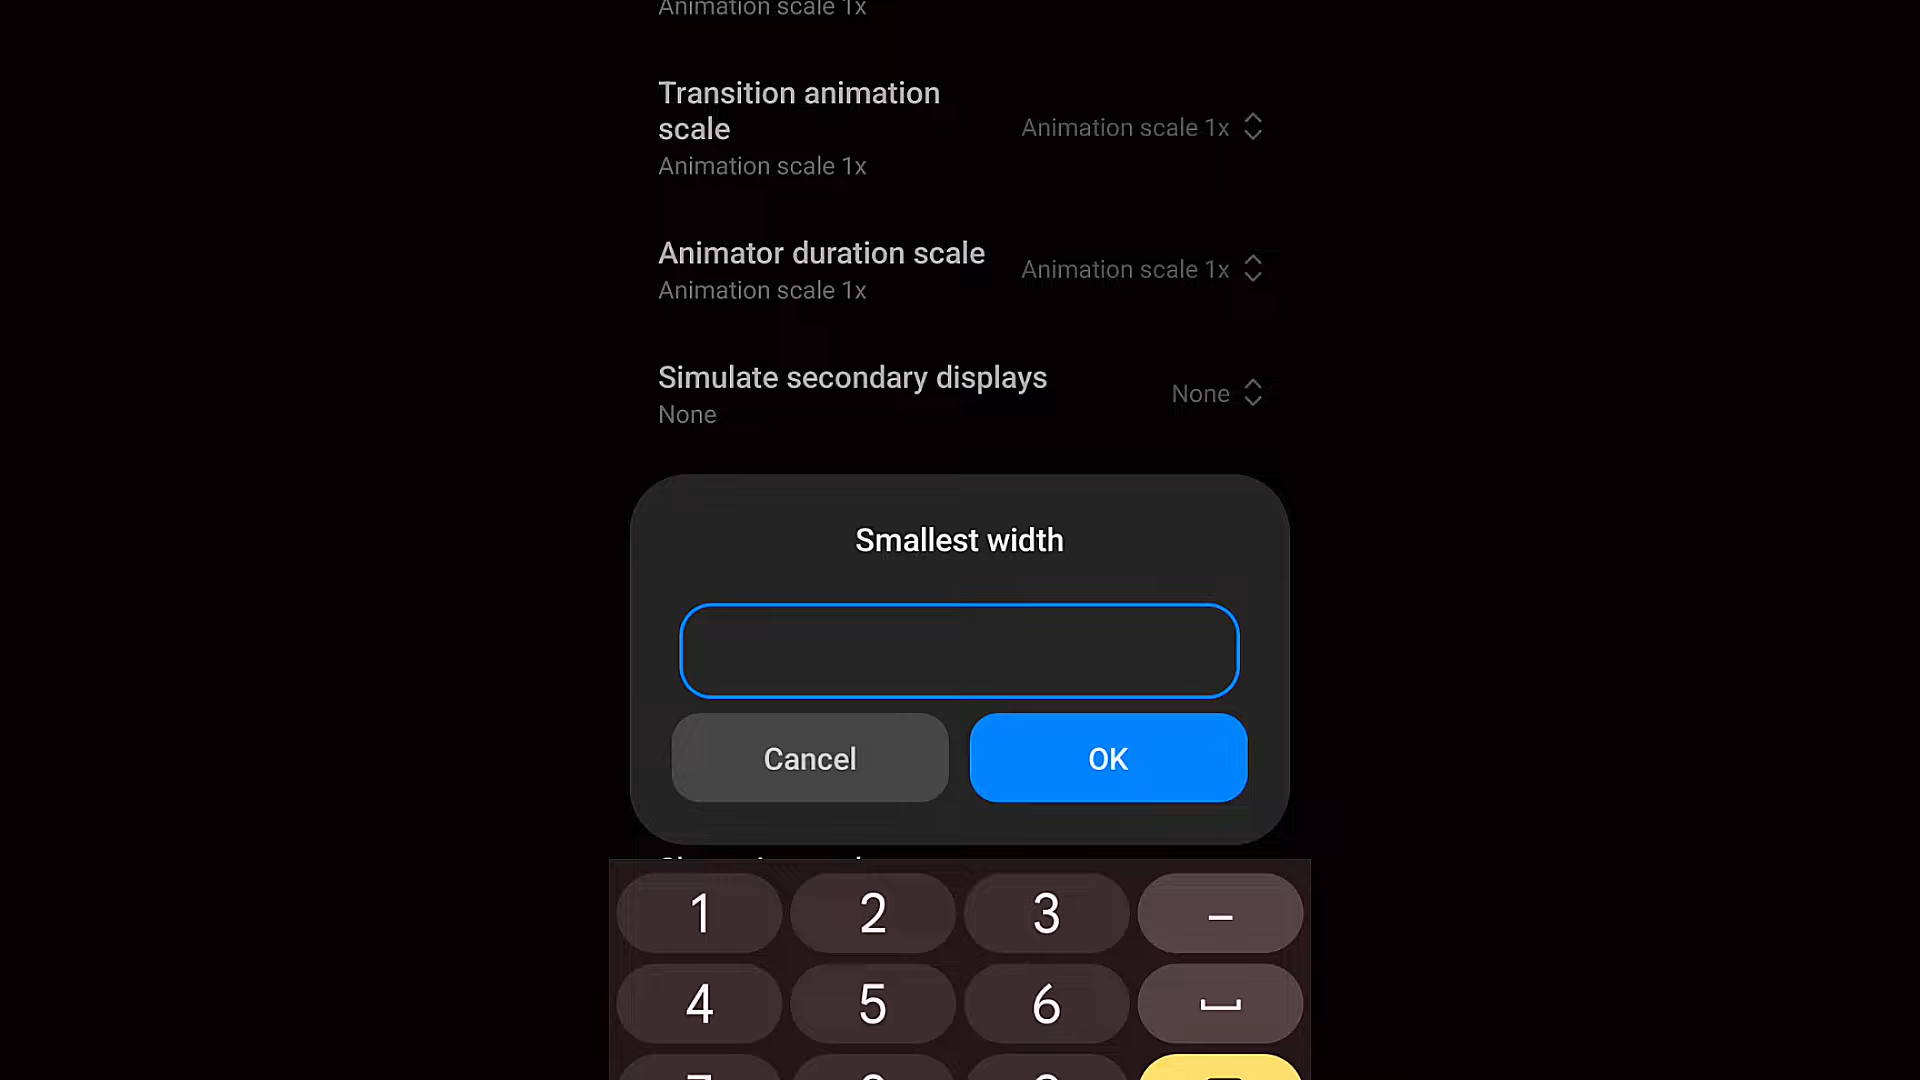 Animation scale 1x
Transition animation
scale
Animation scale 1x
Animation scale 1x
Animator duration scale
Animation scale 1x
Animation scale 1x
Simulate secondary displays
None
None
Smallest width
Cancel
OK
1
2
3
–
4
5
6